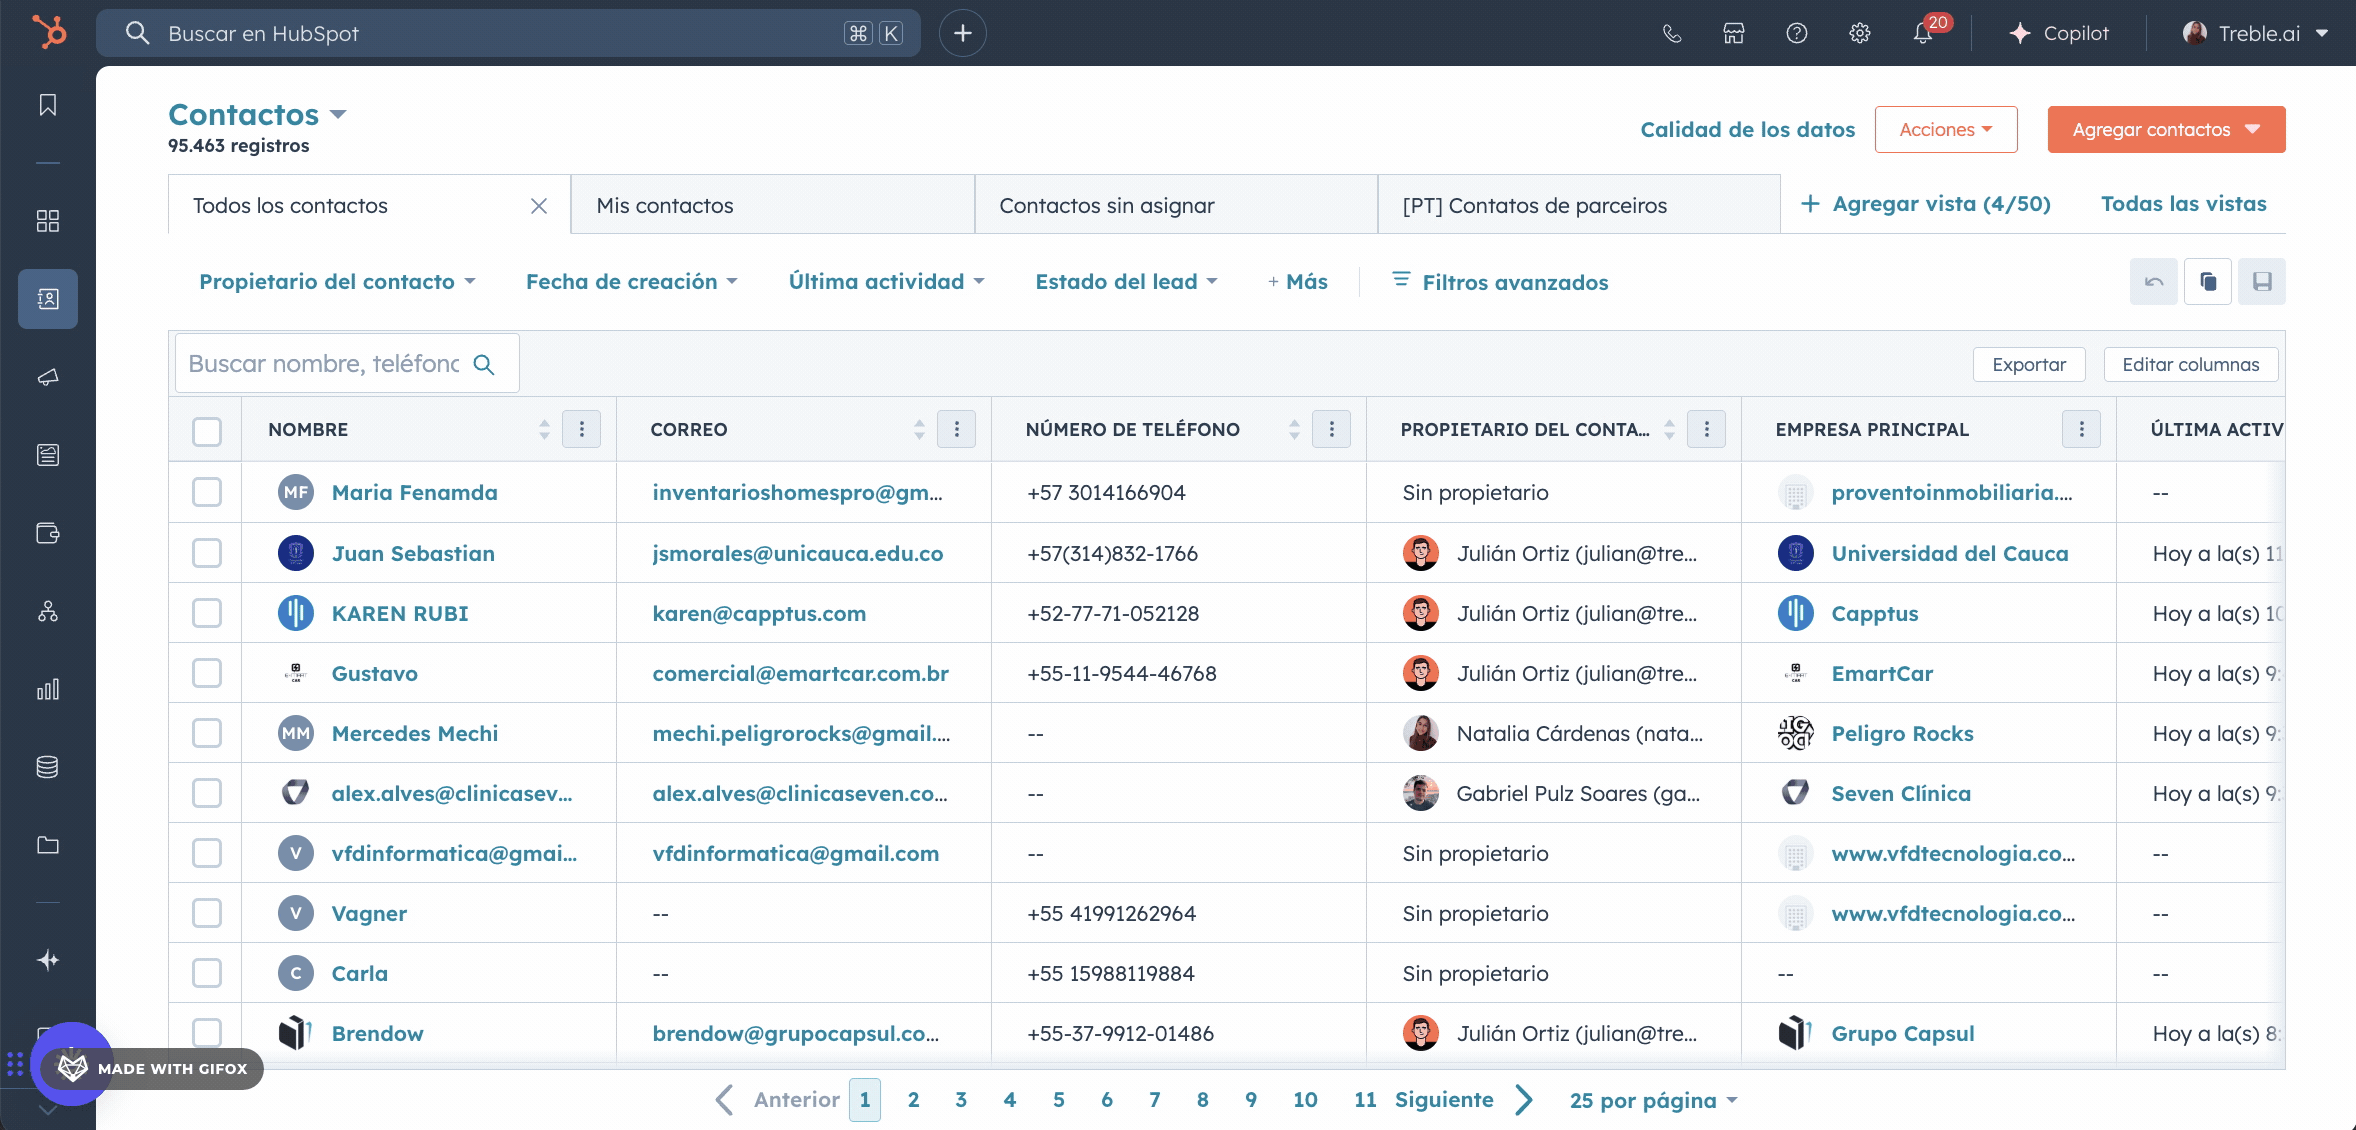 Buscar en HubSpot ⌘ K
20
Copilot
Treble.ai
Contactos
95.463 registros
Calidad de los datos
Acciones
Agregar contactos
Todos los contactos
Mis contactos
Contactos sin asignar
[PT] Contatos de parceiros
+ Agregar vista (4/50)
Todas las vistas
Propietario del contacto
Fecha de creación
Última actividad
Estado del lead
+ Más
Filtros avanzados
Buscar nombre, teléfono
Exportar
Editar columnas
NOMBRE CORREO NÚMERO DE TELÉFONO PROPIETARIO DEL CONTA... EMPRESA PRINCIPAL ÚLTIMA ACTIV
MF Maria Fenamda inventarioshomespro@gm... +57 3014166904 Sin propietario proventoinmobiliaria.... --
Juan Sebastian jsmorales@unicauca.edu.co +57(314)832-1766 Julián Ortiz (julian@tre... Universidad del Cauca Hoy a la(s) 11
KAREN RUBI karen@capptus.com +52-77-71-052128 Julián Ortiz (julian@tre... Capptus Hoy a la(s) 10
Gustavo comercial@emartcar.com.br +55-11-9544-46768 Julián Ortiz (julian@tre... EmartCar Hoy a la(s) 9:
MM Mercedes Mechi mechi.peligrorocks@gmail.... -- Natalia Cárdenas (nata... Peligro Rocks Hoy a la(s) 9:
alex.alves@clinicasev... alex.alves@clinicaseven.co... -- Gabriel Pulz Soares (ga... Seven Clínica Hoy a la(s) 9:
V vfdinformatica@gmai... vfdinformatica@gmail.com -- Sin propietario www.vfdtecnologia.co... --
V Vagner -- +55 41991262964 Sin propietario www.vfdtecnologia.co... --
C Carla -- +55 15988119884 Sin propietario -- --
Brendow brendow@grupocapsul.co... +55-37-9912-01486 Julián Ortiz (julian@tre... Grupo Capsul Hoy a la(s) 8:
MADE WITH GIFOX
Anterior 1 2 3 4 5 6 7 8 9 10 11 Siguiente
25 por página